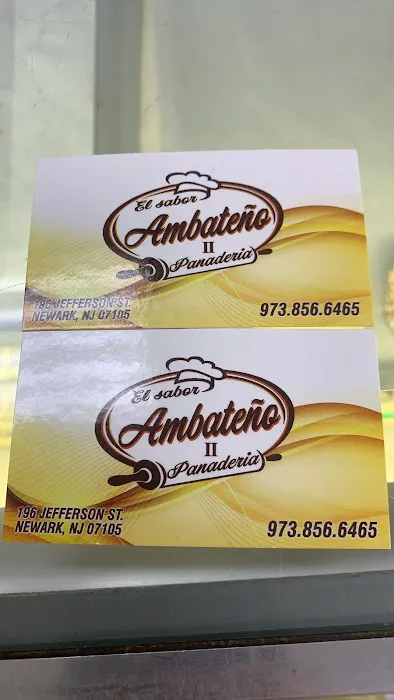 El sabor
Ambateño
II
Panaderia
196 JEFFERSON ST.
NEWARK, NJ 07105
973.856.6465
El sabor
Ambateño
II
Panaderia
196 JEFFERSON ST.
NEWARK, NJ 07105
973.856.6465